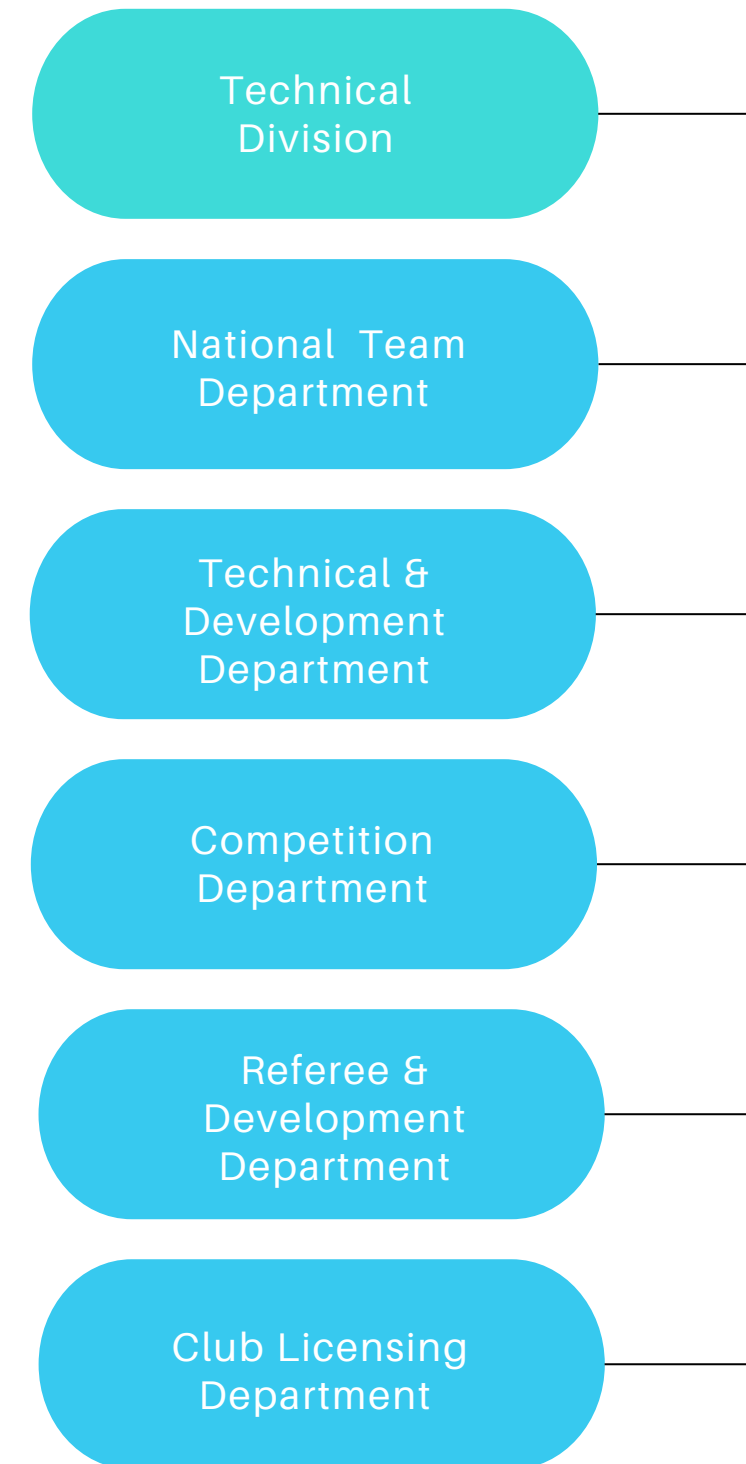 Technical
Division
National Team
Department
Technical &
Development
Department
Competition
Department
Referee &
Development
Department
Club Licensing
Department